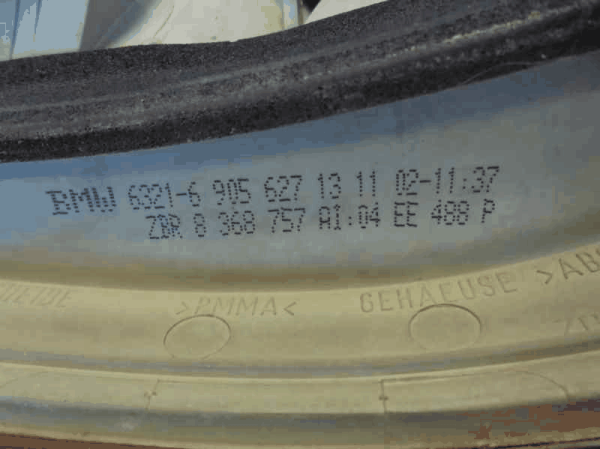 BMW 6321-6 905 627 13 11 02-11:37
ZBR 8 368 757 AI:04 EE 488 P
>PMMA< GEHAEUSE >ABS